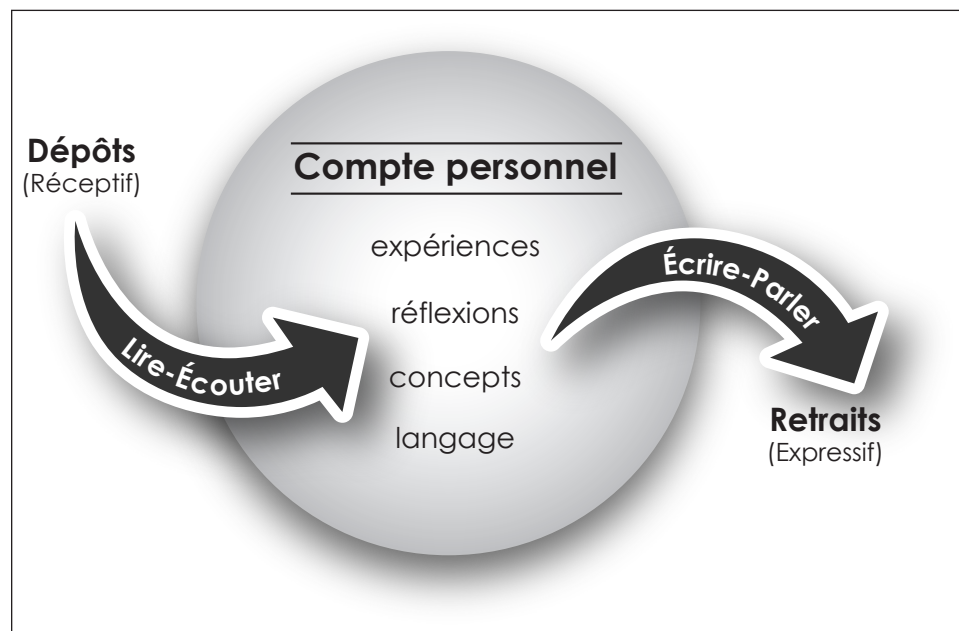 Dépôts
(Réceptif)
Compte personnel
expériences
réflexions
concepts
langage
Lire-Écouter
Écrire-Parler
Retraits
(Expressif)